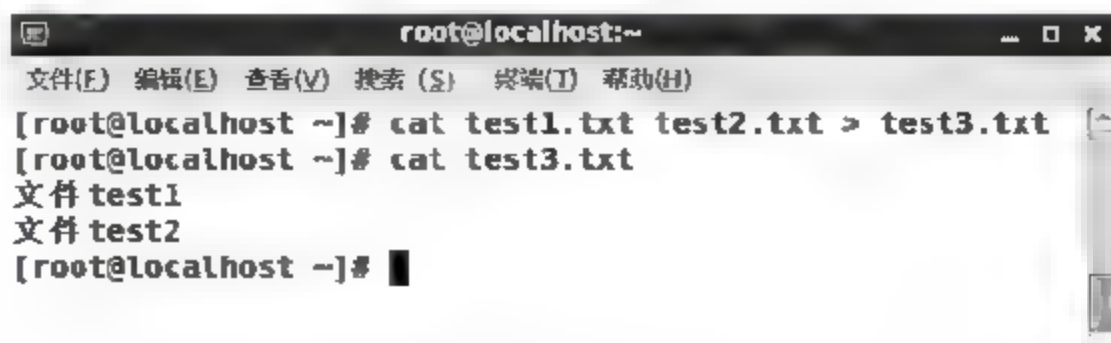 root@localhost:~
文件(F) 编辑(E) 查看(V) 搜索 (S) 终端(T) 帮助(H)
[root@localhost ~]# cat test1.txt test2.txt > test3.txt
[root@localhost ~]# cat test3.txt
文件test1
文件test2
[root@localhost ~]#